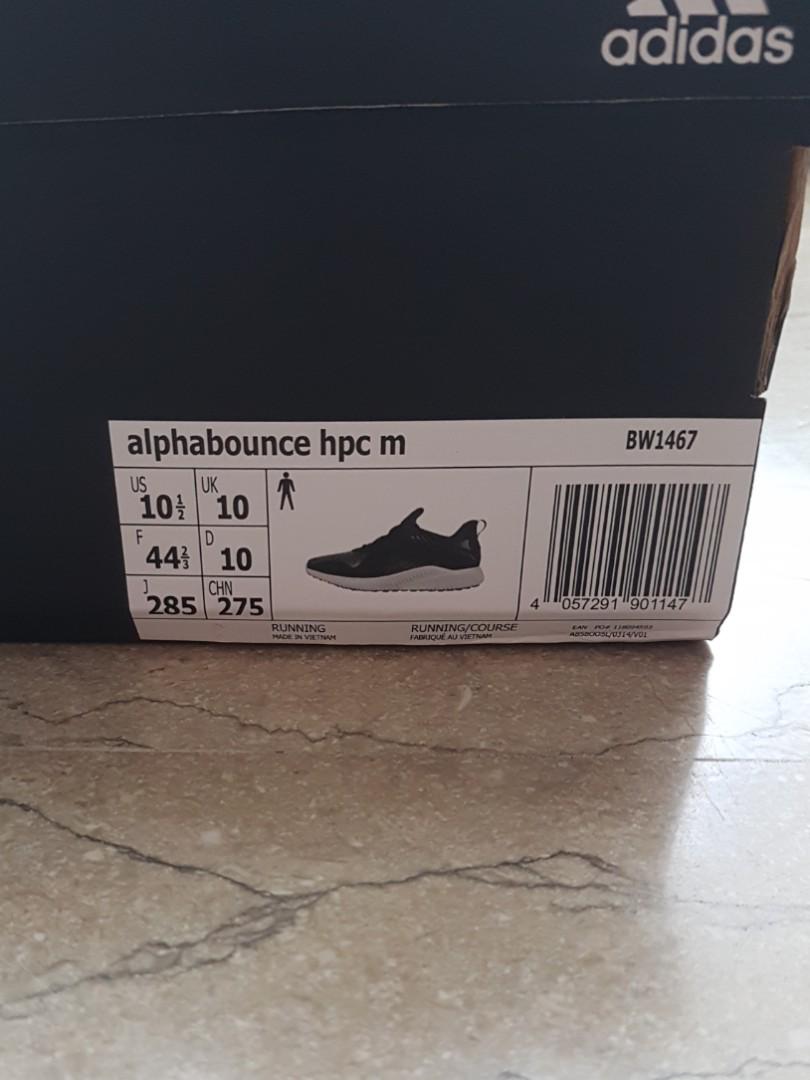 adidas
alphabounce hpc m BW1467
US 10½ UK 10
F 44⅔ D 10
J 285 CHN 275
4 057291 901147
RUNNING RUNNING/COURSE
MADE IN VIETNAM FABRIQUÉ AU VIETNAM